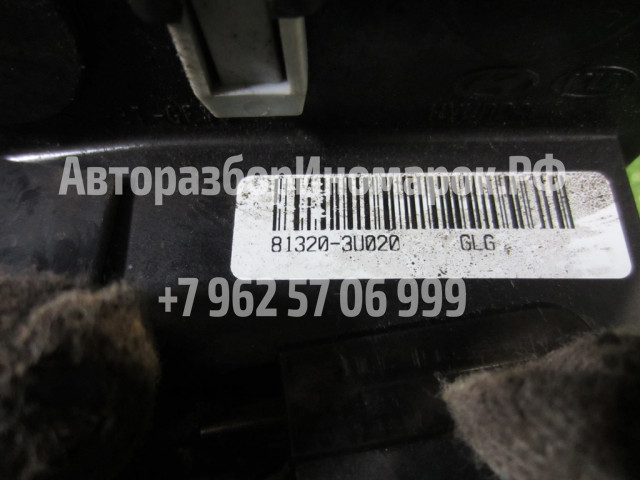 АвторазборИномарок.РФ
81320-3U020 GLG
+7 962 57 06 999